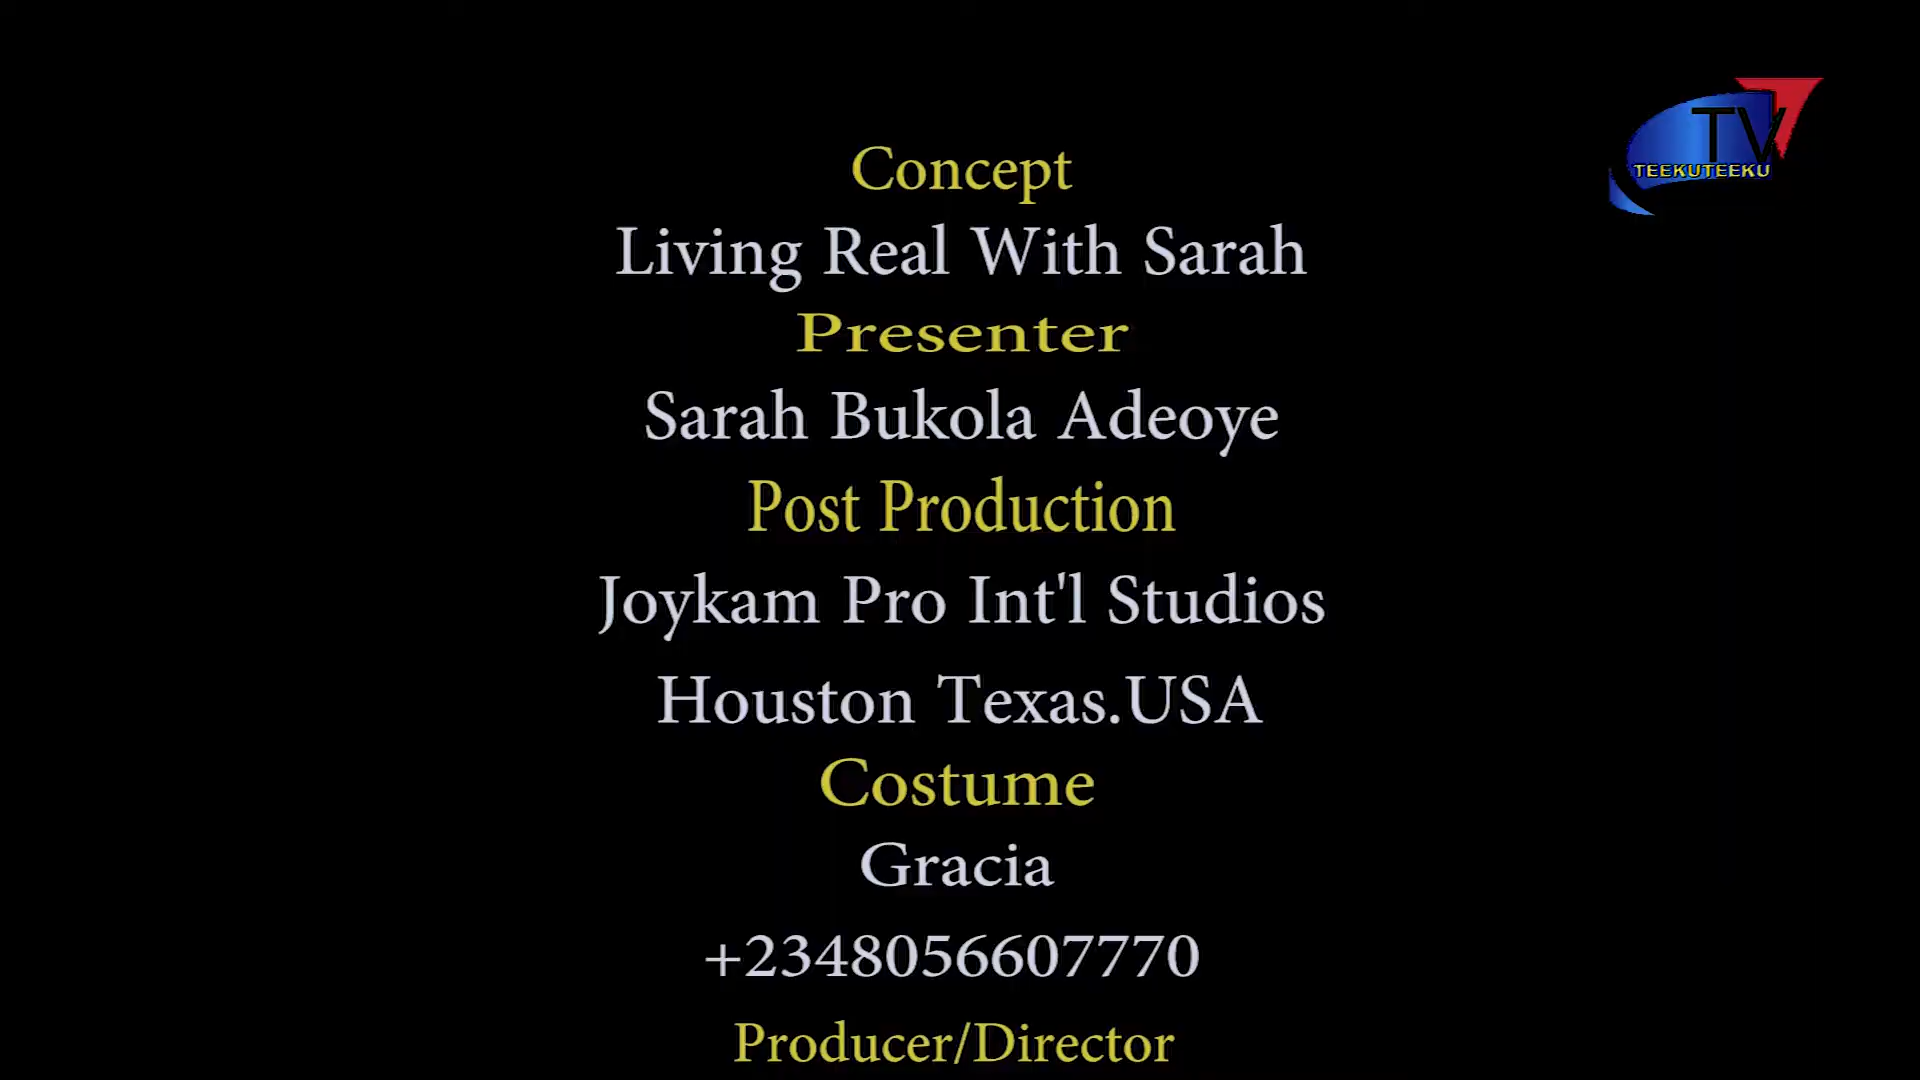 TV
TEEKUTEEKU
Concept
Living Real With Sarah
Presenter
Sarah Bukola Adeoye
Post Production
Joykam Pro Int'l Studios
Houston Texas.USA
Costume
Gracia
+2348056607770
Producer/Director